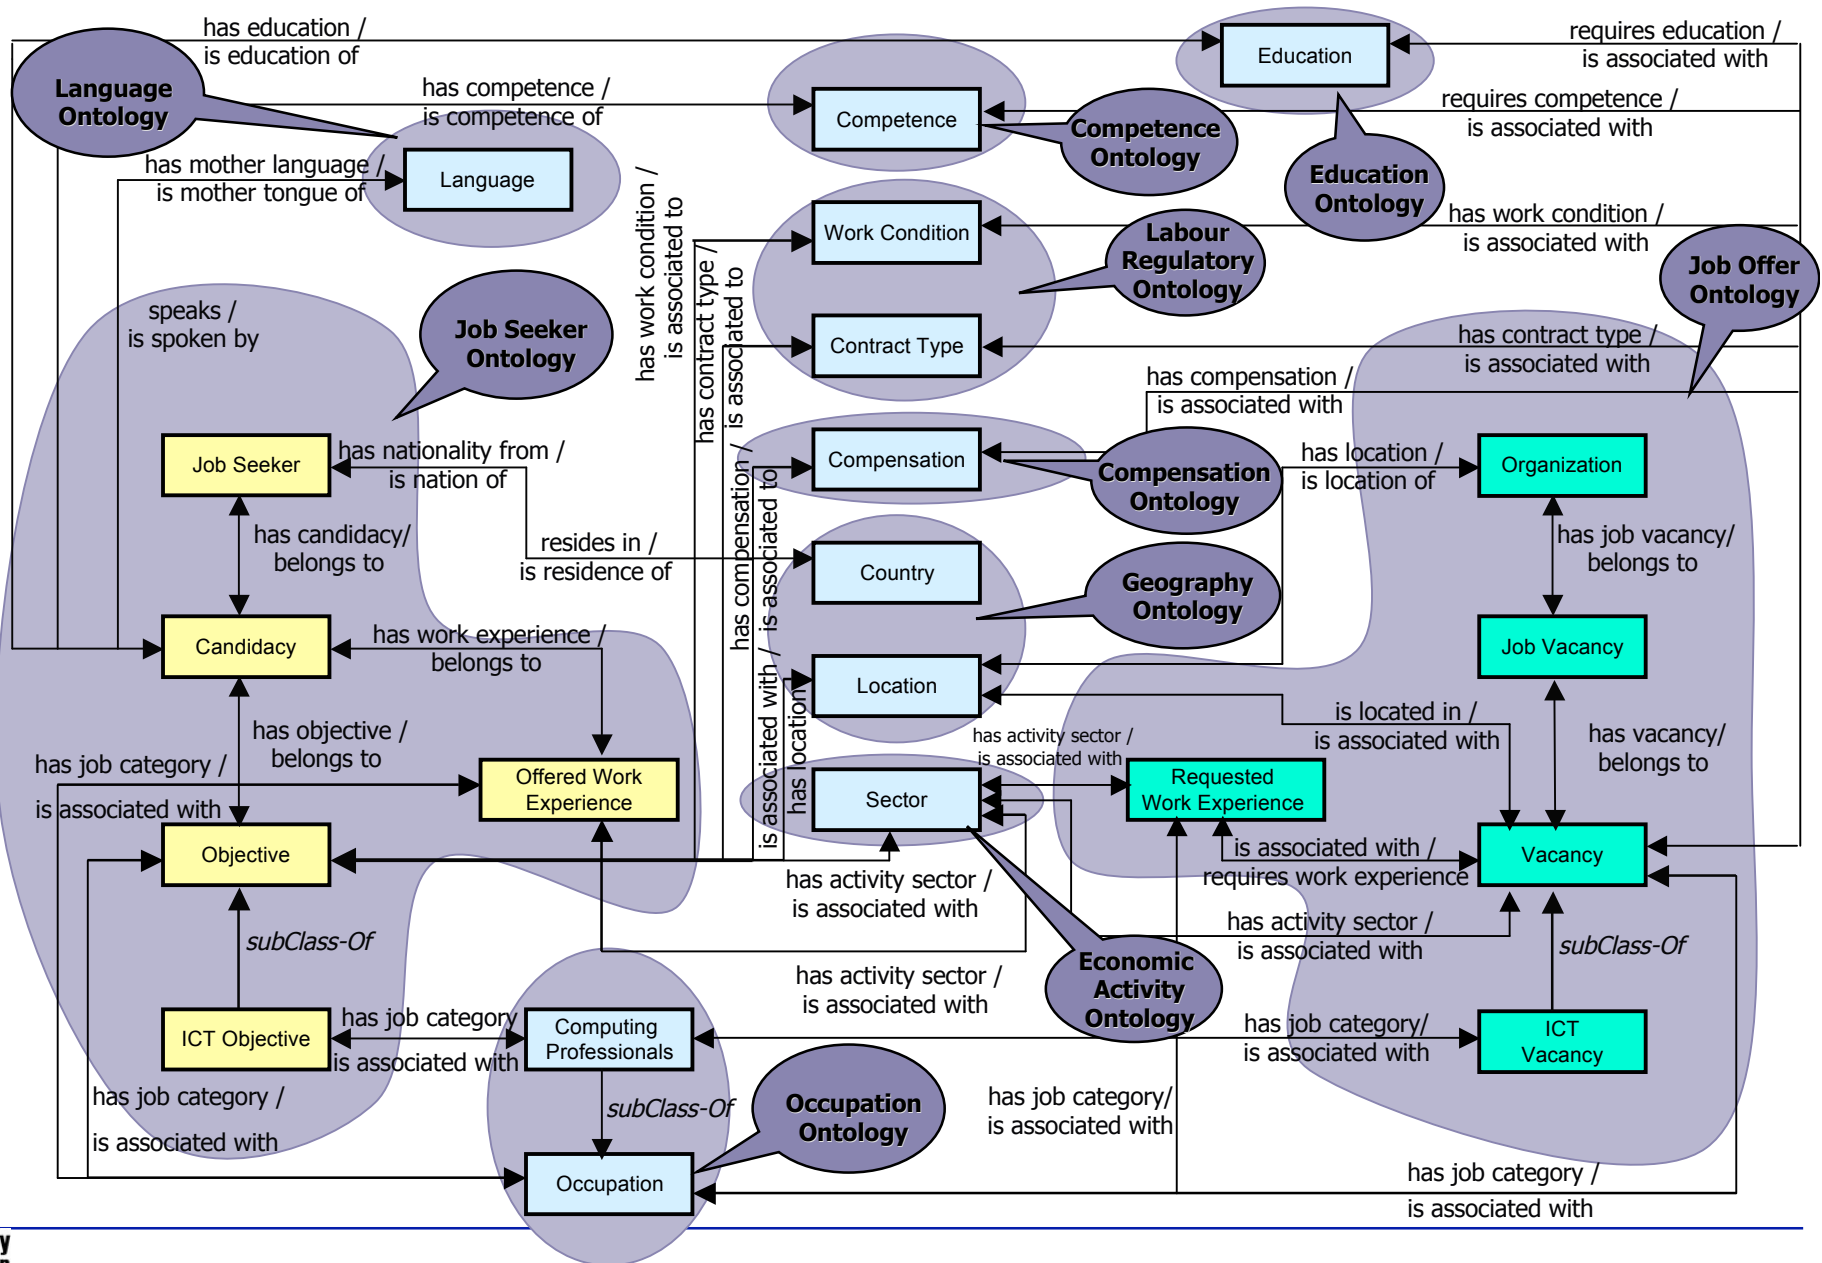 has education /
is education of
Education
requires education /
is associated with
Language
Ontology
has competence /
is competence of
Competence
requires competence /
is associated with
Competence
Ontology
has mother language /
is mother tongue of
Language
Education
Ontology
has work condition /
is associated to
Work Condition
has work condition /
is associated with
Labour
Regulatory
Ontology
Job Offer
Ontology
speaks /
is spoken by
Job Seeker
Ontology
has contract type /
is associated to
Contract Type
has contract type /
is associated with
has compensation /
is associated with
Job Seeker
has nationality from /
is nation of
Compensation
Compensation
Ontology
has location /
is location of
Organization
has compensation /
is associated to
has candidacy/
belongs to
resides in /
is residence of
Country
Geography
Ontology
has job vacancy/
belongs to
Candidacy
has work experience /
belongs to
Location
Job Vacancy
is associated with /
has location
has objective /
belongs to
is located in /
is associated with
has vacancy/
belongs to
has job category /
is associated with
Offered Work
Experience
Sector
has activity sector /
is associated with
Requested
Work Experience
Objective
is associated with /
requires work experience
Vacancy
has activity sector /
is associated with
subClass-Of
has activity sector /
is associated with
subClass-Of
has activity sector /
is associated with
Economic
Activity
Ontology
ICT Objective
has job category
is associated with
Computing
Professionals
has job category/
is associated with
ICT
Vacancy
has job category /
is associated with
subClass-Of
Occupation
Ontology
has job category/
is associated with
Occupation
has job category /
is associated with